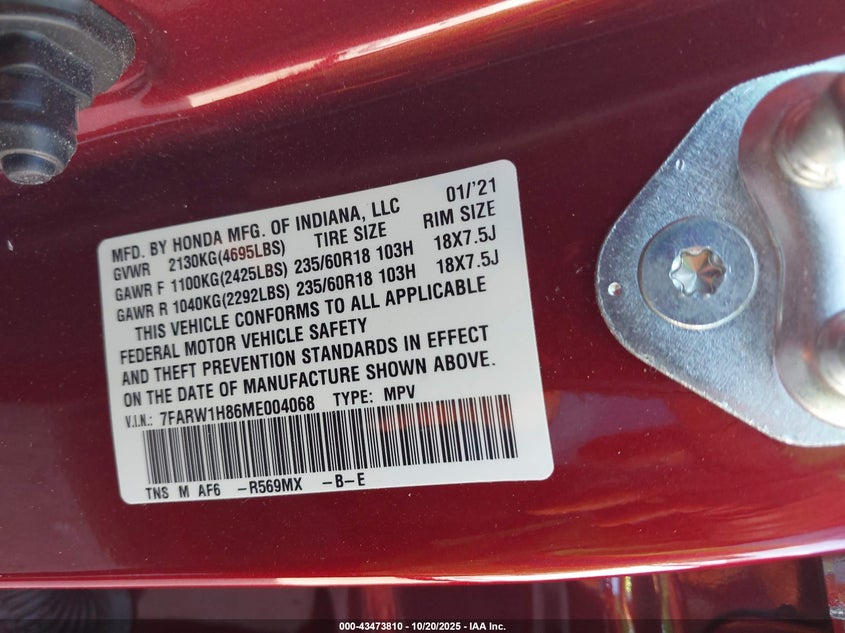 MFD. BY HONDA MFG. OF INDIANA, LLC 01/'21
GVWR 2130KG(4695LBS) TIRE SIZE RIM SIZE
GAWR F 1100KG(2425LBS) 235/60R18 103H 18X7.5J
GAWR R 1040KG(2292LBS) 235/60R18 103H 18X7.5J
THIS VEHICLE CONFORMS TO ALL APPLICABLE
FEDERAL MOTOR VEHICLE SAFETY
AND THEFT PREVENTION STANDARDS IN EFFECT
ON THE DATE OF MANUFACTURE SHOWN ABOVE.
V.I.N.: 7FARW1H86ME004068 TYPE: MPV
TNS M AF6 -R569MX -B-E
000-43473810 - 10/20/2025 - IAA Inc.